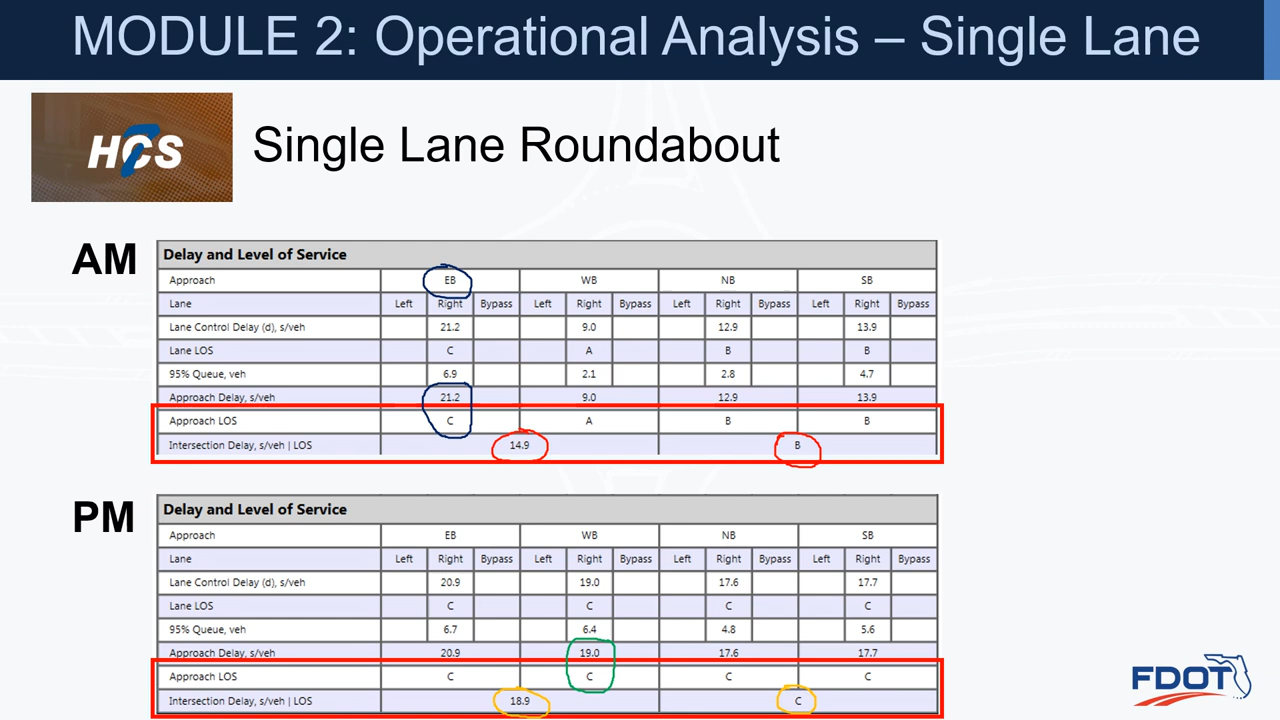 MODULE 2: Operational Analysis – Single Lane
HCS
Single Lane Roundabout
AM
Delay and Level of Service
Approach EB WB NB SB
Lane Left Right Bypass Left Right Bypass Left Right Bypass Left Right Bypass
Lane Control Delay (d), s/veh 21.2 9.0 12.9 13.9
Lane LOS C A B B
95% Queue, veh 6.9 2.1 2.8 4.7
Approach Delay, s/veh 21.2 9.0 12.9 13.9
Approach LOS C A B B
Intersection Delay, s/veh | LOS 14.9 B
PM
Delay and Level of Service
Approach EB WB NB SB
Lane Left Right Bypass Left Right Bypass Left Right Bypass Left Right Bypass
Lane Control Delay (d), s/veh 20.9 19.0 17.6 17.7
Lane LOS C C C C
95% Queue, veh 6.7 6.4 4.8 5.6
Approach Delay, s/veh 20.9 19.0 17.6 17.7
Approach LOS C C C C
Intersection Delay, s/veh | LOS 18.9 C
FDOT